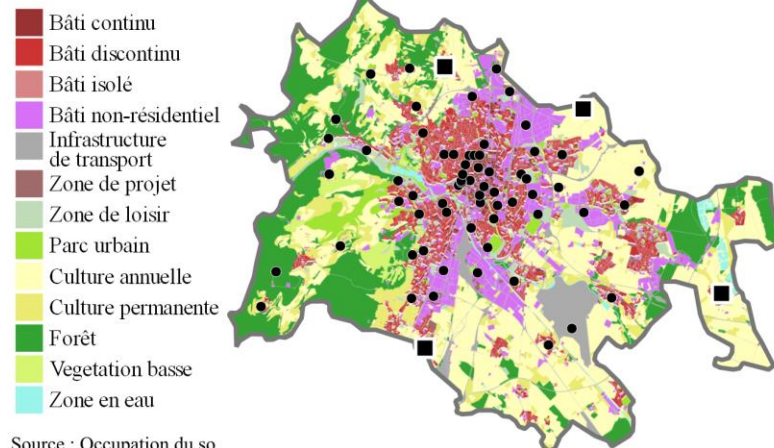 Bâti continu
Bâti discontinu
Bâti isolé
Bâti non-résidentiel
Infrastructure
de transport
Zone de projet
Zone de loisir
Parc urbain
Culture annuelle
Culture permanente
Forêt
Vegetation basse
Zone en eau
Source : Occupation du so